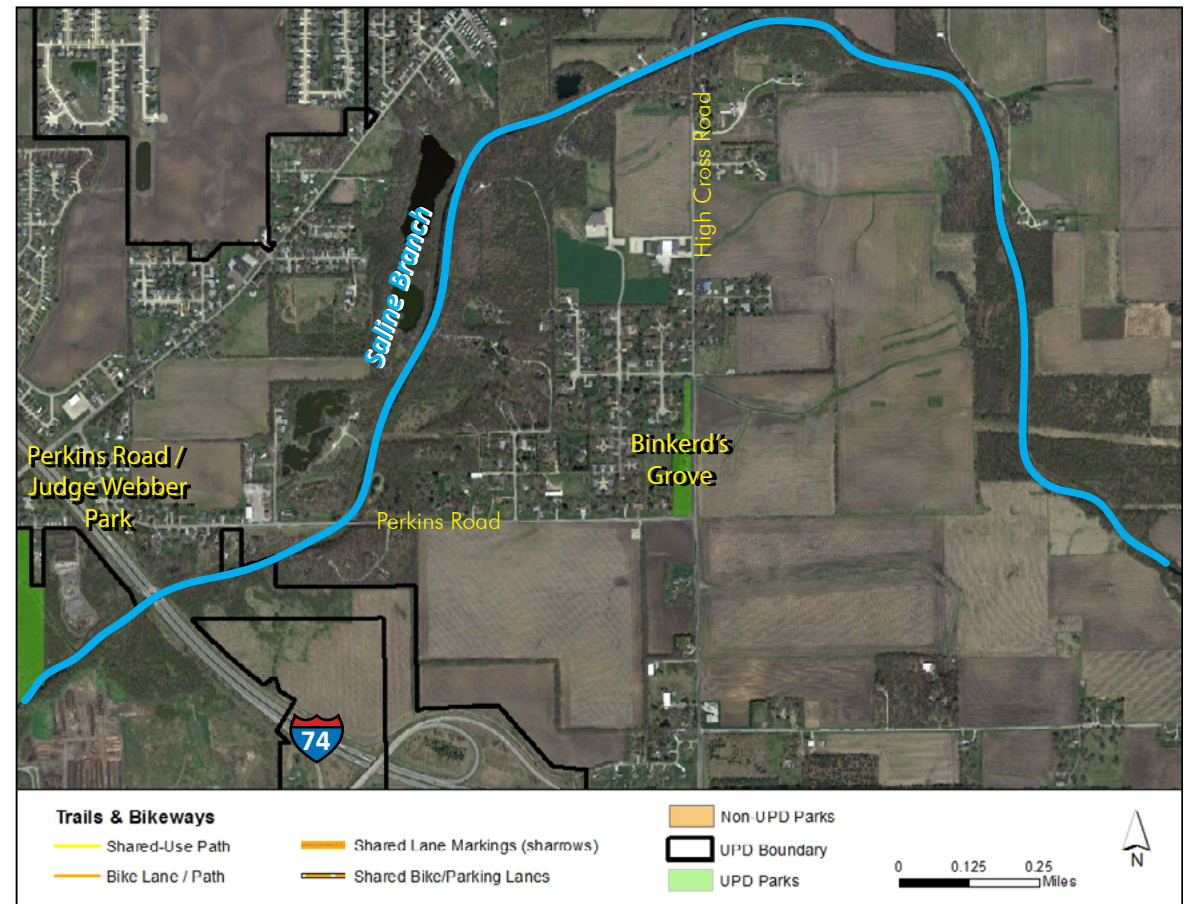 High Cross Road
Saline Branch
Binkerd's
Grove
Perkins Road /
Judge Webber
Park
Perkins Road
74
Trails & Bikeways
Shared-Use Path
Bike Lane / Path
Shared Lane Markings (sharrows)
Shared Bike/Parking Lanes
Non-UPD Parks
UPD Boundary
UPD Parks
0 0.125 0.25
Miles
N